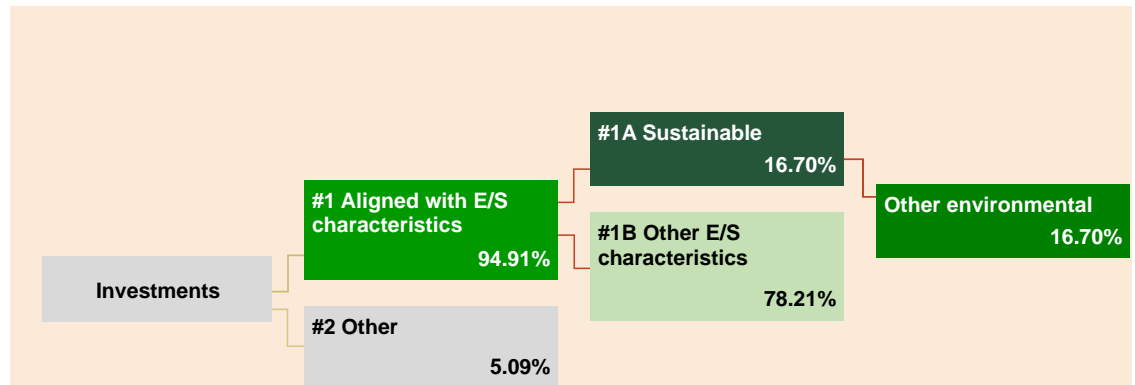 Investments
#1 Aligned with E/S
characteristics
94.91%
#2 Other
5.09%
#1A Sustainable
16.70%
#1B Other E/S
characteristics
78.21%
Other environmental
16.70%